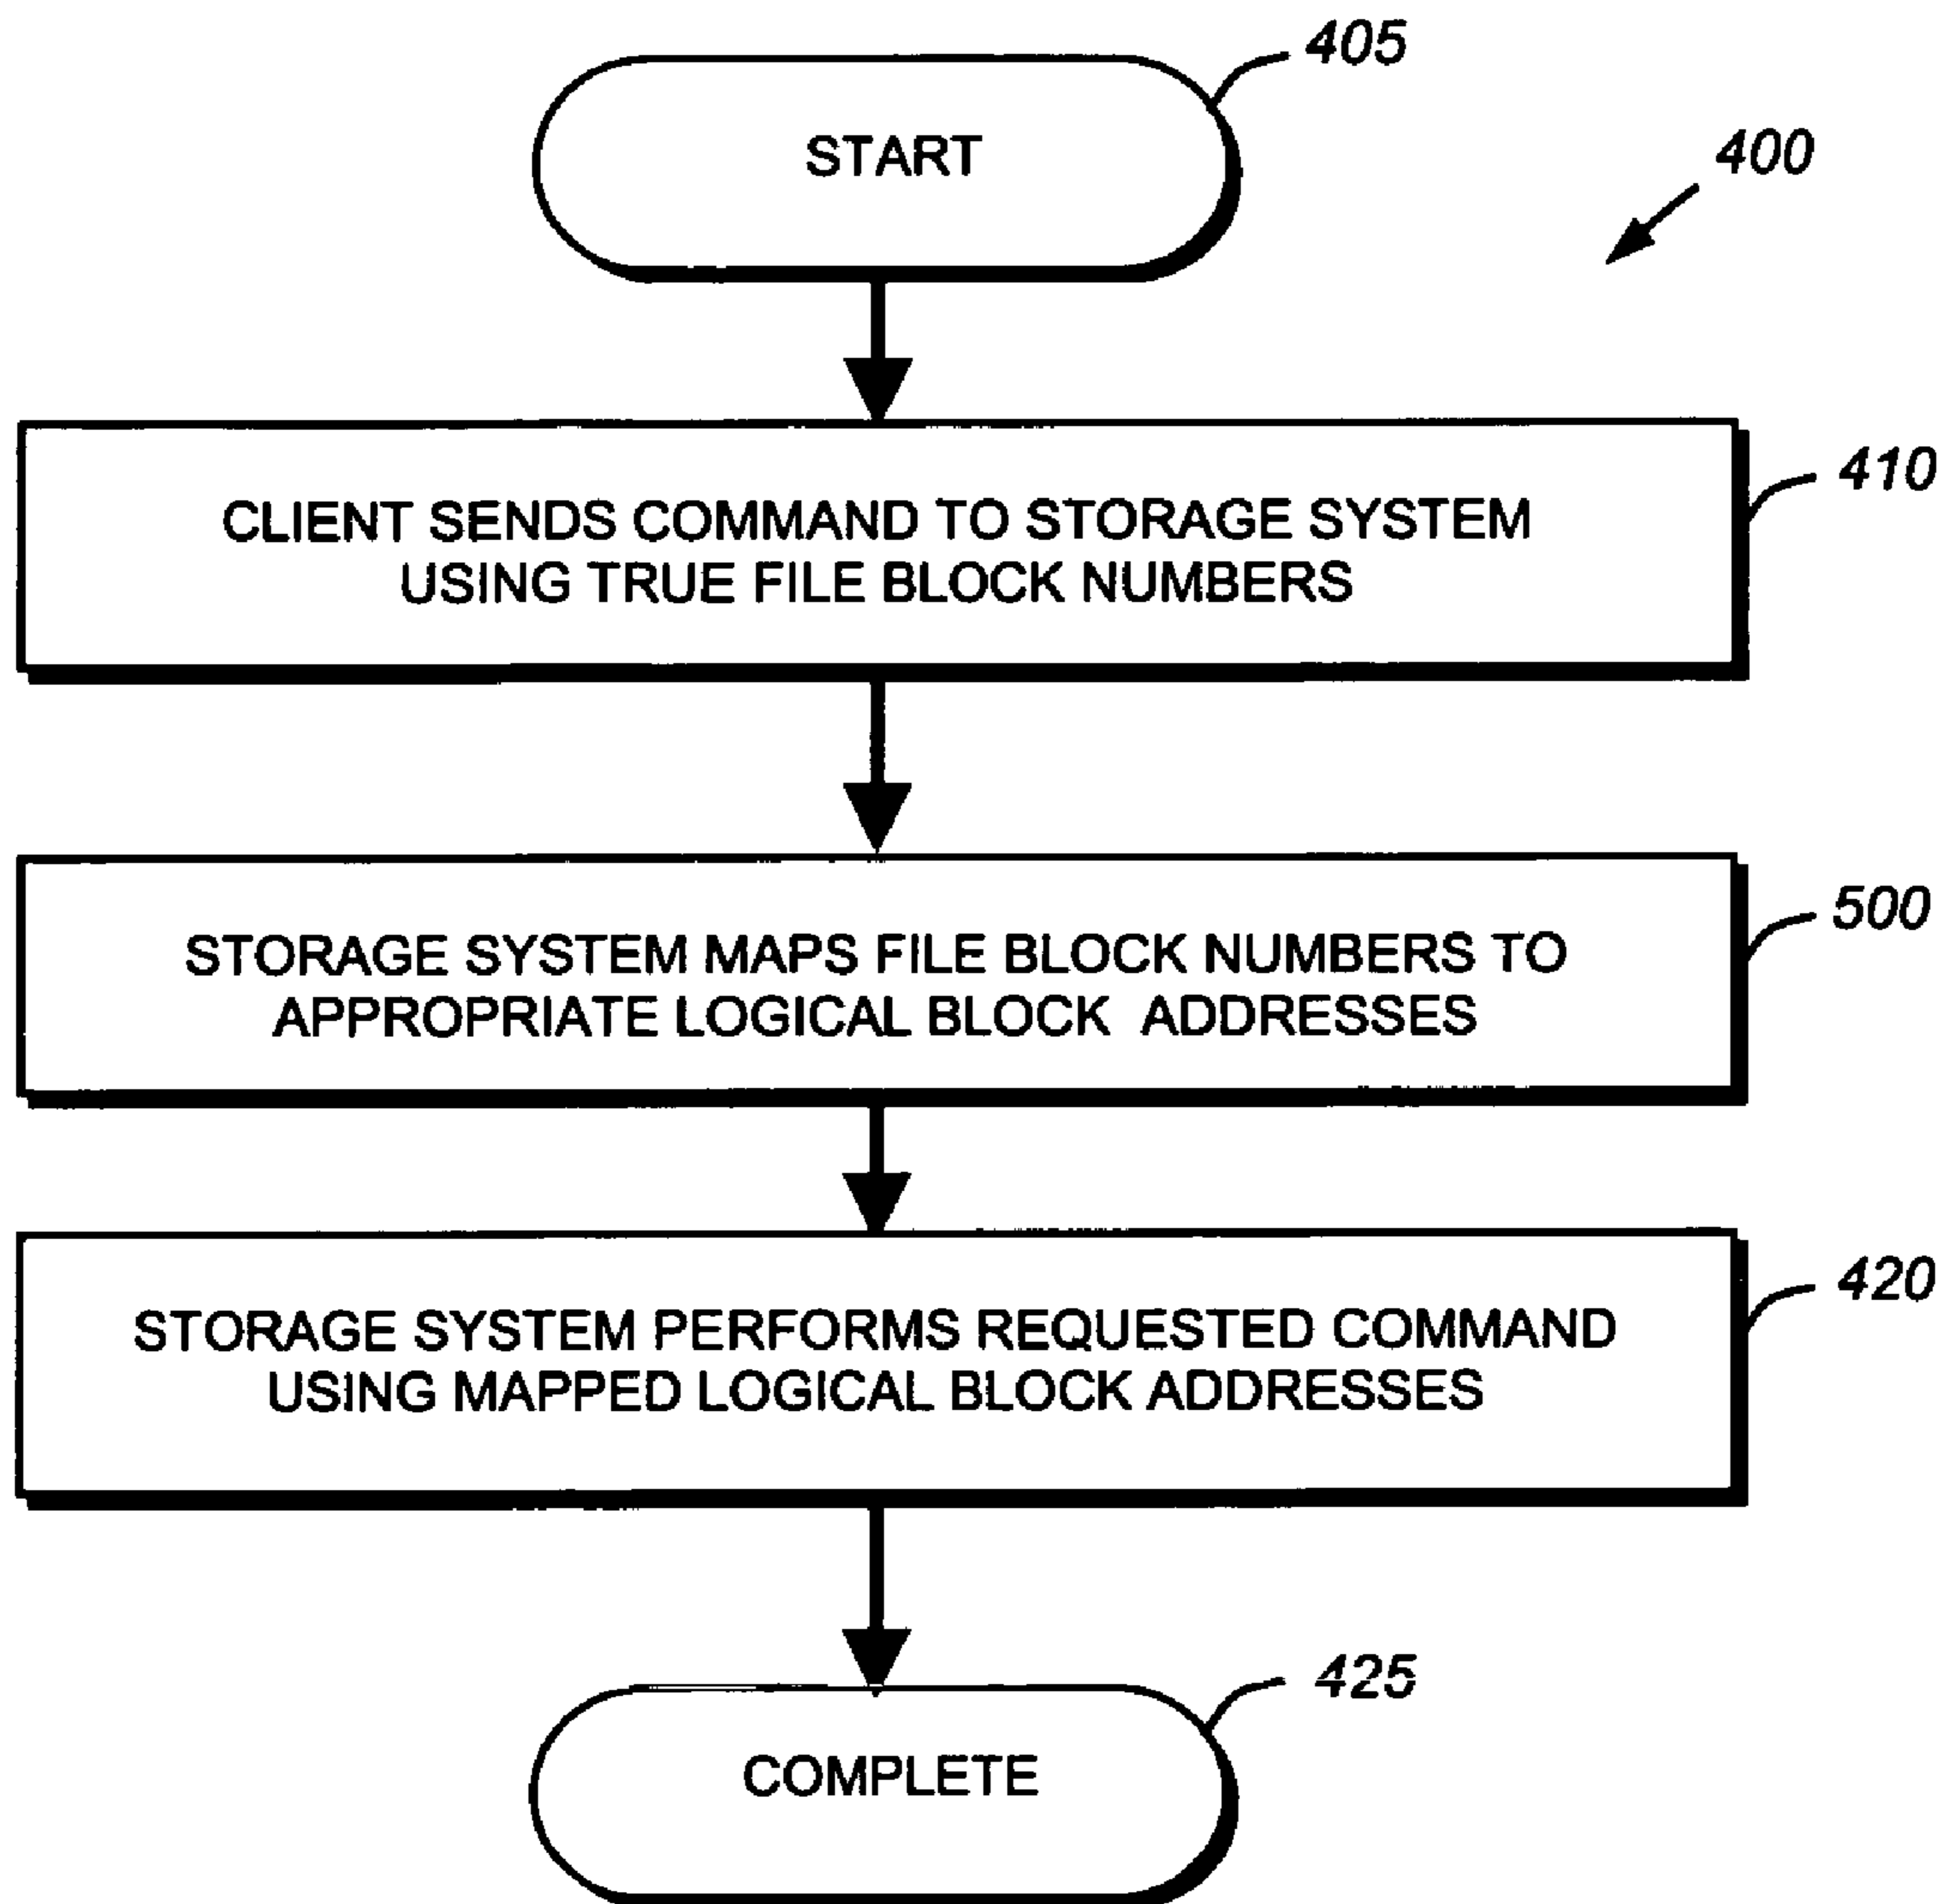 405
START
400
CLIENT SENDS COMMAND TO STORAGE SYSTEM
USING TRUE FILE BLOCK NUMBERS
410
STORAGE SYSTEM MAPS FILE BLOCK NUMBERS TO
APPROPRIATE LOGICAL BLOCK ADDRESSES
500
STORAGE SYSTEM PERFORMS REQUESTED COMMAND
USING MAPPED LOGICAL BLOCK ADDRESSES
420
425
COMPLETE